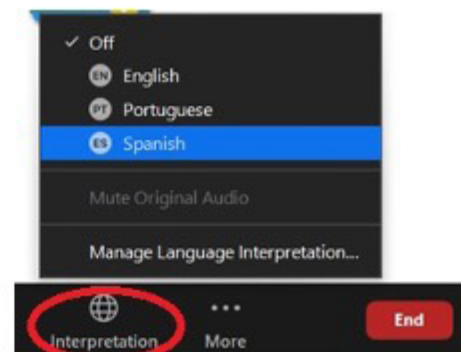 Off
EN English
PT Portuguese
ES Spanish
Mute Original Audio
Manage Language Interpretation...
Interpretation
More
End